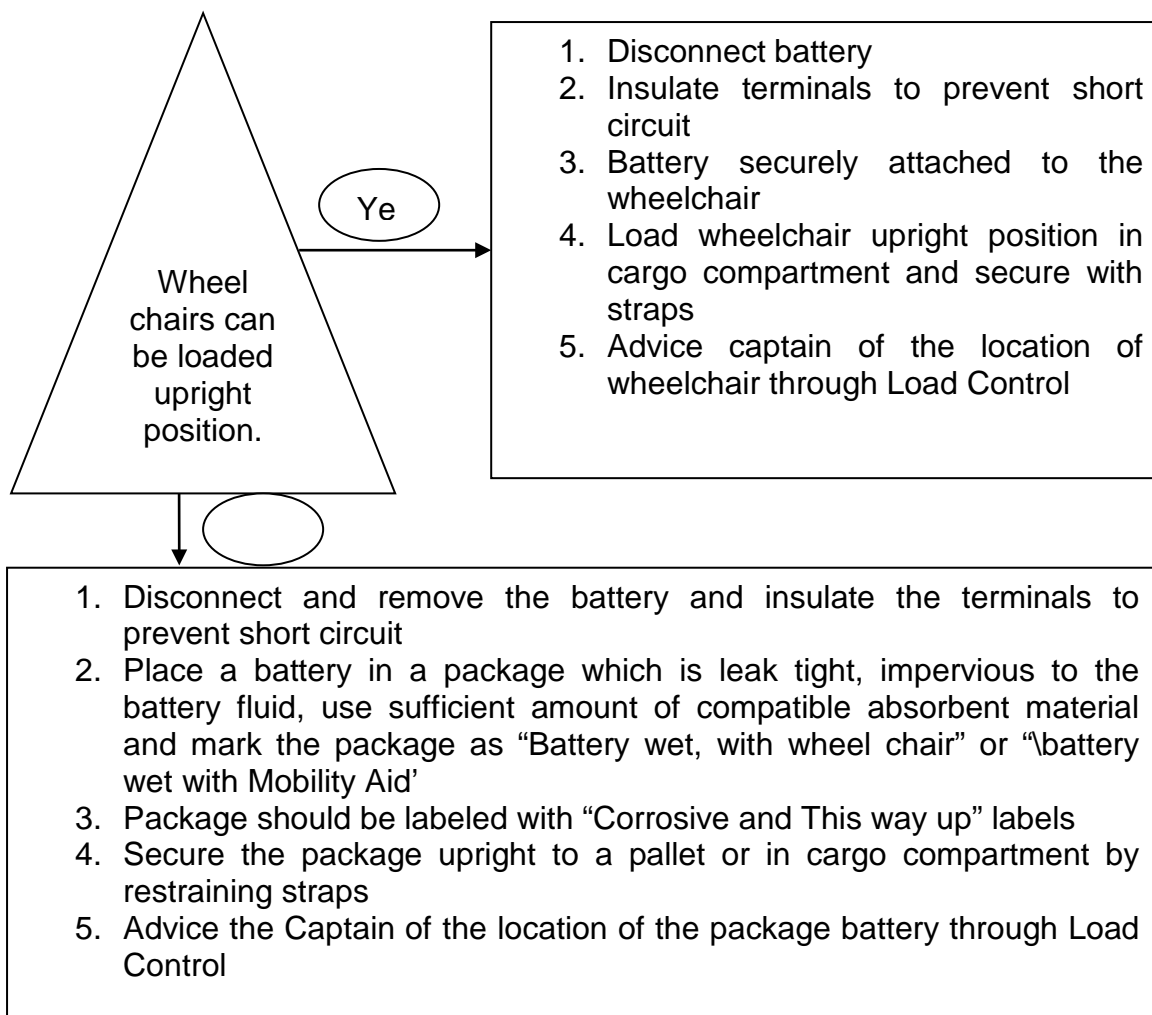 1. Disconnect battery
2. Insulate terminals to prevent short
circuit
3. Battery securely attached to the
wheelchair
4. Load wheelchair upright position in
cargo compartment and secure with
straps
5. Advice captain of the location of
wheelchair through Load Control
Ye
Wheel
chairs can
be loaded
upright
position.
1. Disconnect and remove the battery and insulate the terminals to
prevent short circuit
2. Place a battery in a package which is leak tight, impervious to the
battery fluid, use sufficient amount of compatible absorbent material
and mark the package as “Battery wet, with wheel chair” or “\battery
wet with Mobility Aid’
3. Package should be labeled with “Corrosive and This way up” labels
4. Secure the package upright to a pallet or in cargo compartment by
restraining straps
5. Advice the Captain of the location of the package battery through Load
Control